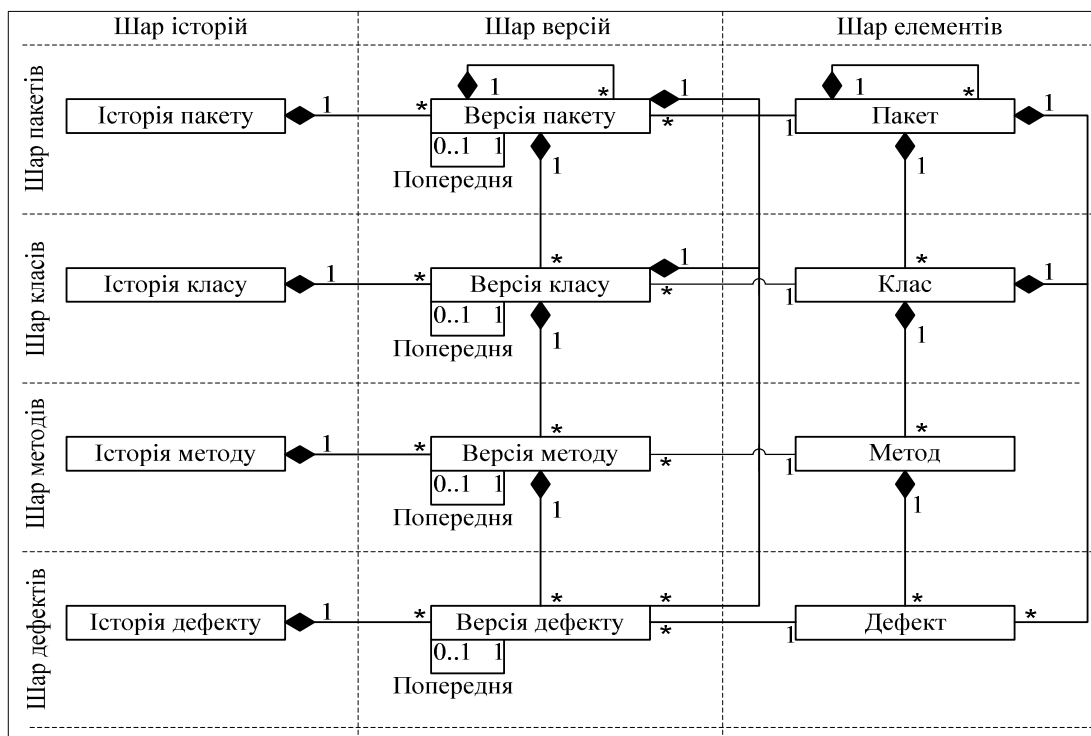 Шар історій
Шар версій
Шар елементів
Шар пакетів
Історія пакету
1
*
1
*
Версія пакету
1
*
0..1 1
Попередня
1
1
*
1
Пакет
1
1
Шар класів
Історія класу
1
*
*
Версія класу
1
*
0..1 1
Попередня
1
1
*
Клас
1
1
Шар методів
Історія методу
1
*
*
Версія методу
*
0..1 1
Попередня
1
1
*
Метод
1
Шар дефектів
Історія дефекту
1
*
*
Версія дефекту
*
*
0..1 1
Попередня
1
*
Дефект
*